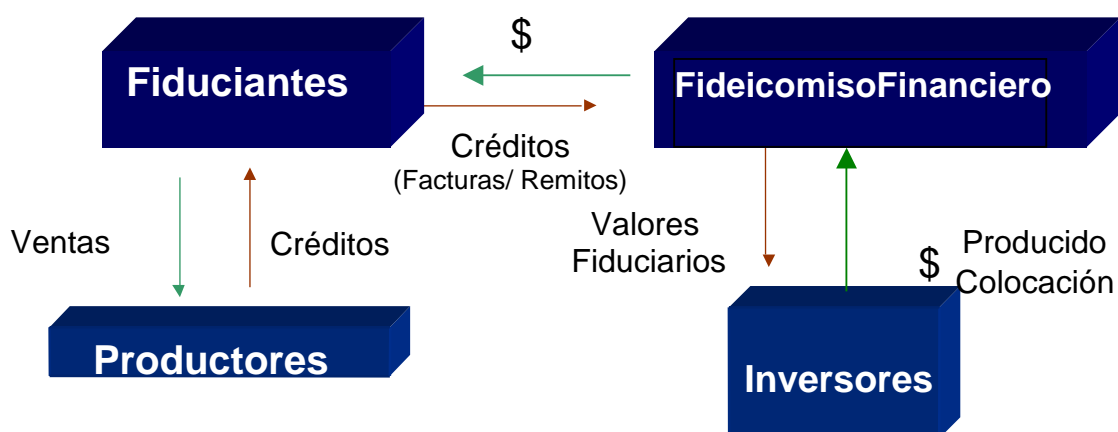 $
Fiduciantes
FideicomisoFinanciero
Créditos
(Facturas/ Remitos)
Ventas
Créditos
Valores
Fiduciarios
$
Producido
Colocación
Productores
Inversores